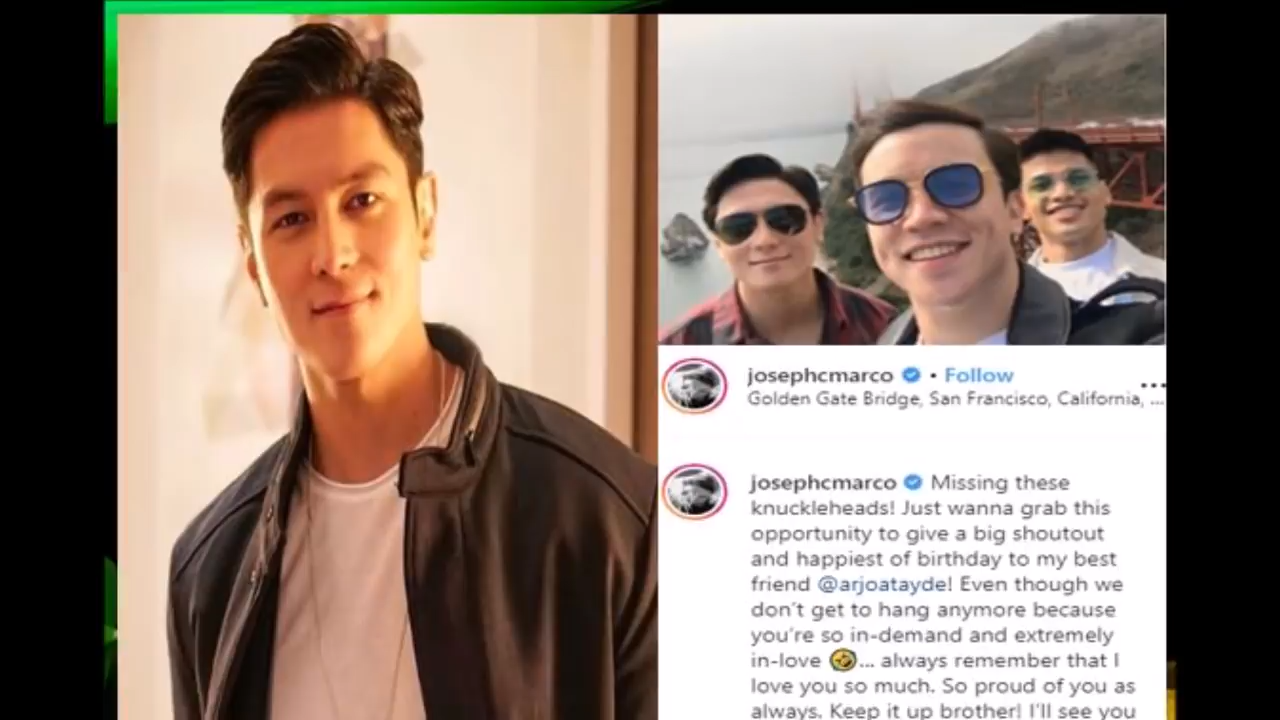 josephcmarco • Follow
Golden Gate Bridge, San Francisco, California, ...
josephcmarco Missing these
knuckleheads! Just wanna grab this
opportunity to give a big shoutout
and happiest of birthday to my best
friend @arjoatayde! Even though we
don't get to hang anymore because
you're so in-demand and extremely
in-love 🤣... always remember that I
love you so much. So proud of you as
always. Keep it up brother! I'll see you